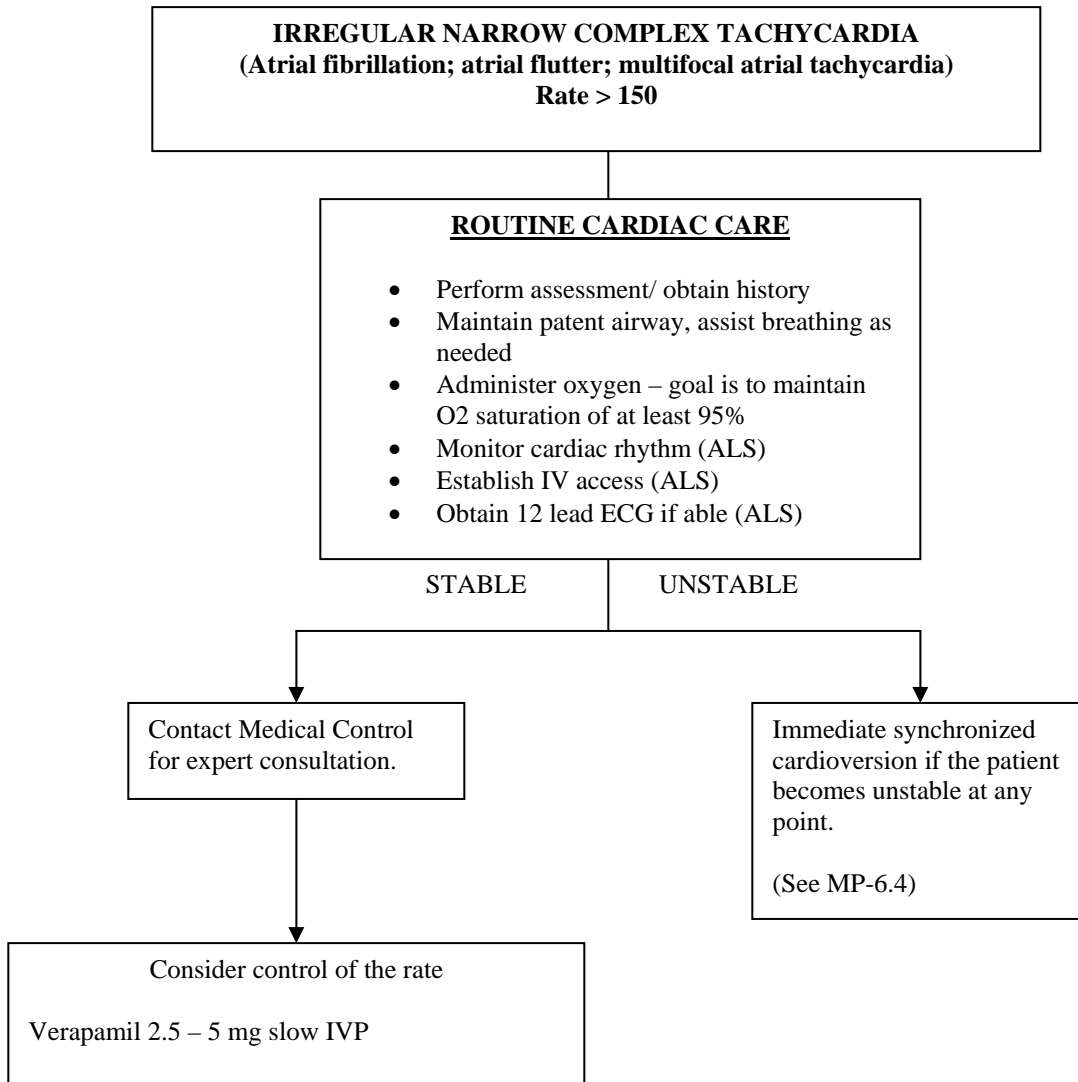 IRREGULAR NARROW COMPLEX TACHYCARDIA
(Atrial fibrillation; atrial flutter; multifocal atrial tachycardia)
Rate > 150
ROUTINE CARDIAC CARE
• Perform assessment/ obtain history
• Maintain patent airway, assist breathing as
needed
• Administer oxygen – goal is to maintain
O2 saturation of at least 95%
• Monitor cardiac rhythm (ALS)
• Establish IV access (ALS)
• Obtain 12 lead ECG if able (ALS)
STABLE
UNSTABLE
Contact Medical Control
for expert consultation.
Immediate synchronized
cardioversion if the patient
becomes unstable at any
point.
(See MP-6.4)
Consider control of the rate
Verapamil 2.5 – 5 mg slow IVP